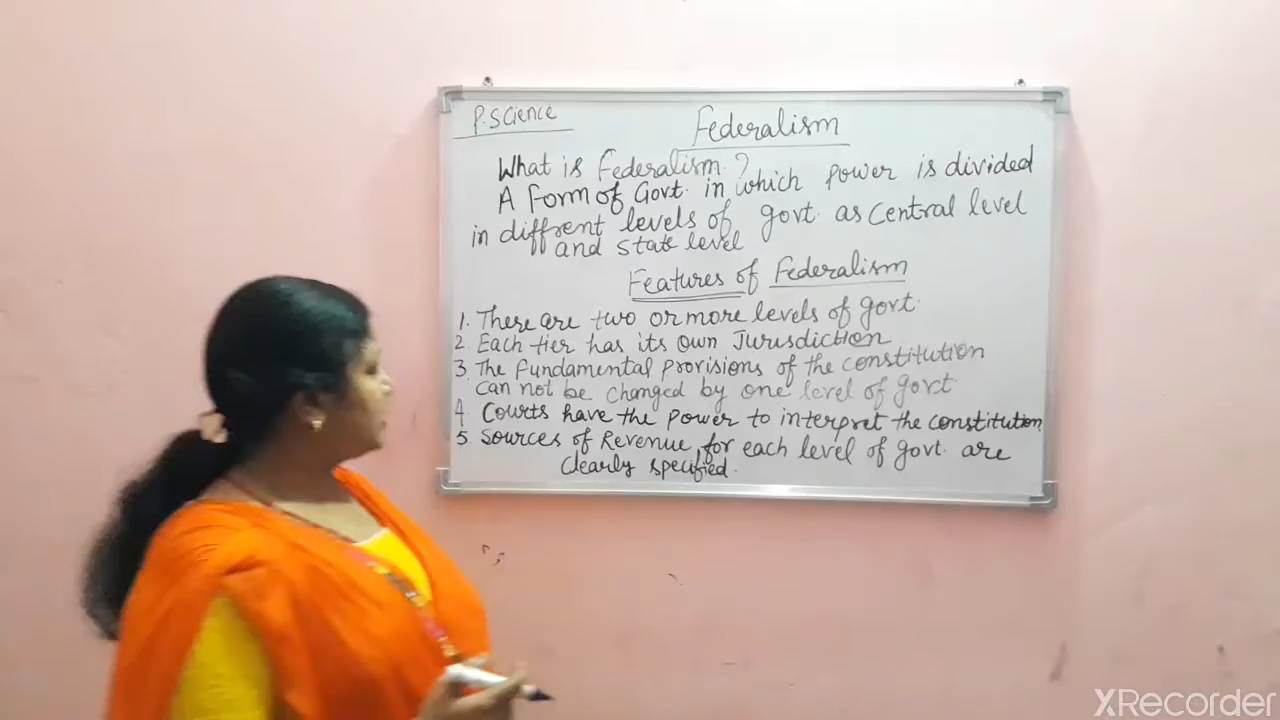 P.Science
Federalism
What is Federalism ?
A Form of Govt. in which power is divided
in diffrent levels of govt. as Central level
and State level
Features of Federalism
1. There are two or more levels of govt.
2. Each tier has its own Jurisdiction
3. The Fundamental provisions of the constitution
can not be changed by one level of govt.
4. Courts have the power to interpret the constitution
5. Sources of Revenue for each level of govt. are
clearly specified.
XRecorder